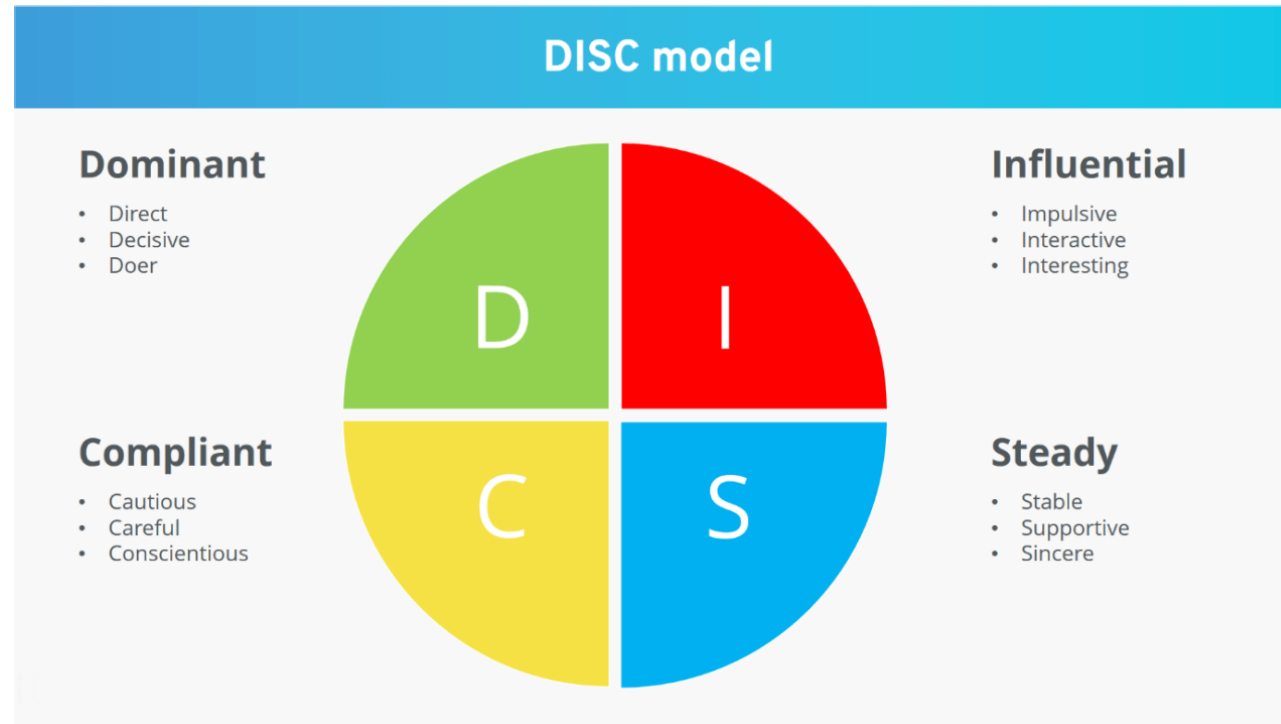 DISC model
Dominant
• Direct
• Decisive
• Doer
Influential
• Impulsive
• Interactive
• Interesting
D
I
C
S
Compliant
• Cautious
• Careful
• Conscientious
Steady
• Stable
• Supportive
• Sincere